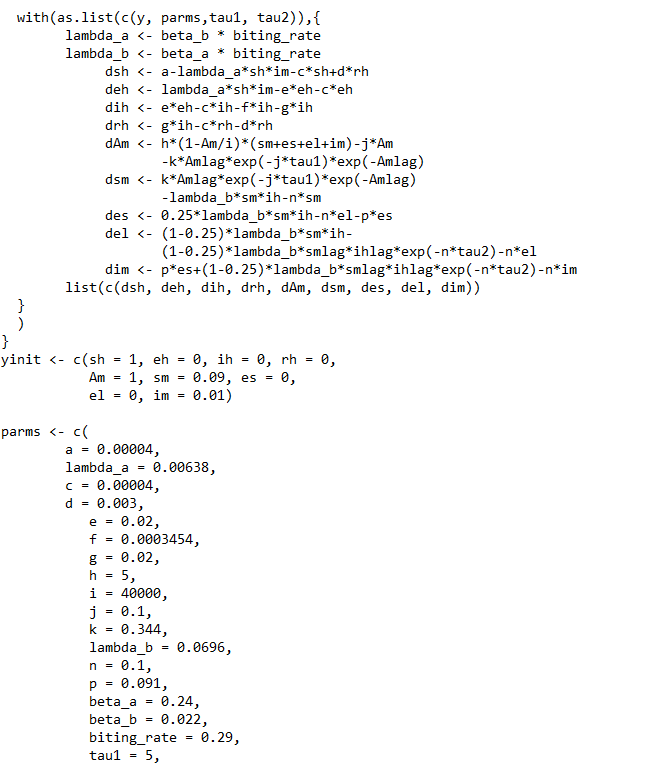 with(as.list(c(y, parms,tau1, tau2)),{
lambda_a <- beta_b * biting_rate
lambda_b <- beta_a * biting_rate
dsh <- a-lambda_a*sh*im-c*sh+d*rh
deh <- lambda_a*sh*im-e*eh-c*eh
dih <- e*eh-c*ih-f*ih-g*ih
drh <- g*ih-c*rh-d*rh
dAm <- h*(1-Am/i)*(sm+es+el+im)-j*Am
-k*Amlag*exp(-j*tau1)*exp(-Amlag)
dsm <- k*Amlag*exp(-j*tau1)*exp(-Amlag)
-lambda_b*sm*ih-n*sm
des <- 0.25*lambda_b*sm*ih-n*el-p*es
del <- (1-0.25)*lambda_b*sm*ih-
(1-0.25)*lambda_b*smlag*ihlag*exp(-n*tau2)-n*el
dim <- p*es+(1-0.25)*lambda_b*smlag*ihlag*exp(-n*tau2)-n*im
list(c(dsh, deh, dih, drh, dAm, dsm, des, del, dim))
}
)
}
yinit <- c(sh = 1, eh = 0, ih = 0, rh = 0,
Am = 1, sm = 0.09, es = 0,
el = 0, im = 0.01)
parms <- c(
a = 0.00004,
lambda_a = 0.00638,
c = 0.00004,
d = 0.003,
e = 0.02,
f = 0.0003454,
g = 0.02,
h = 5,
i = 40000,
j = 0.1,
k = 0.344,
lambda_b = 0.0696,
n = 0.1,
p = 0.091,
beta_a = 0.24,
beta_b = 0.022,
biting_rate = 0.29,
tau1 = 5,